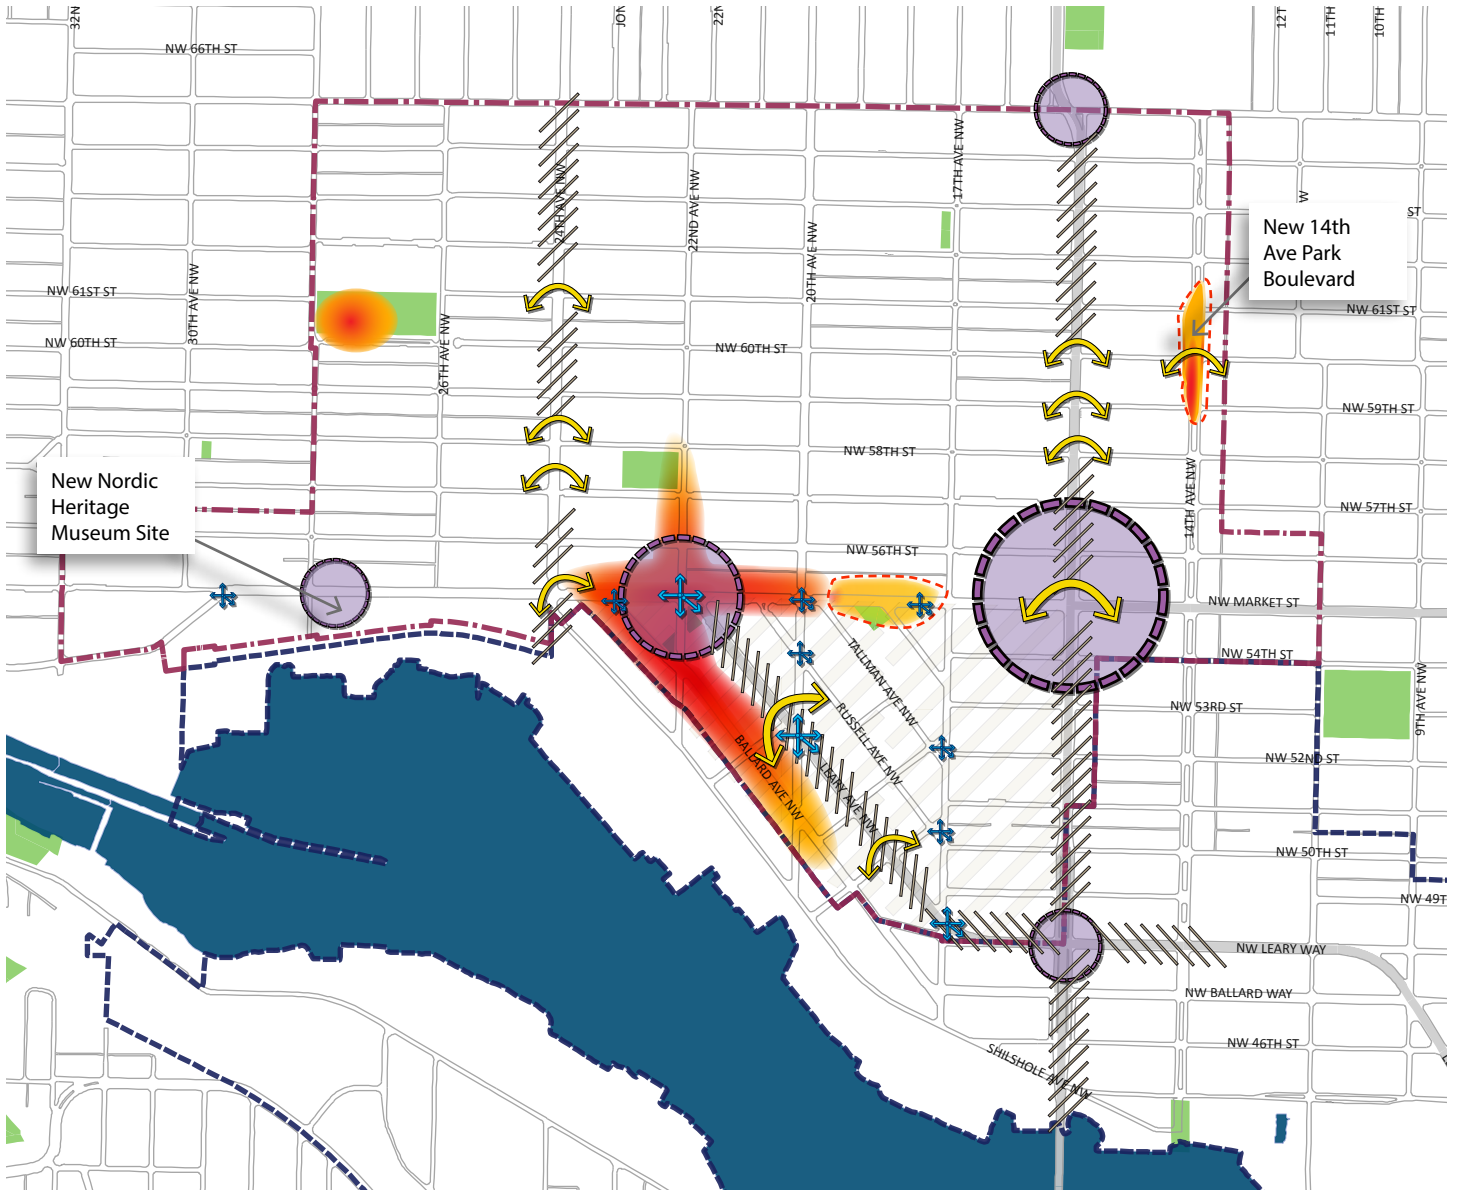 32N
JON
22N
12T
11TH
10TH
NW 66TH ST
17TH AVE NW
24TH AVE NW
22ND AVE NW
20TH AVE NW
W
ST
New 14th
Ave Park
Boulevard
30TH AVE NW
NW 61ST ST
NW 61ST ST
26TH AVE NW
NW 60TH ST
NW 60TH ST
NW 59TH ST
NW 58TH ST
14TH AVE NW
New Nordic
Heritage
Museum Site
NW 57TH ST
NW 56TH ST
NW MARKET ST
NW 54TH ST
TALLMAN AVE NW
9TH AVE NW
NW 53RD ST
RUSSELL AVE NW
BALLARD AVE NW
LEARY AVE NW
NW 52ND ST
NW 50TH ST
NW 49T
NW LEARY WAY
NW BALLARD WAY
NW 46TH ST
SHILSHOLE AVE NW